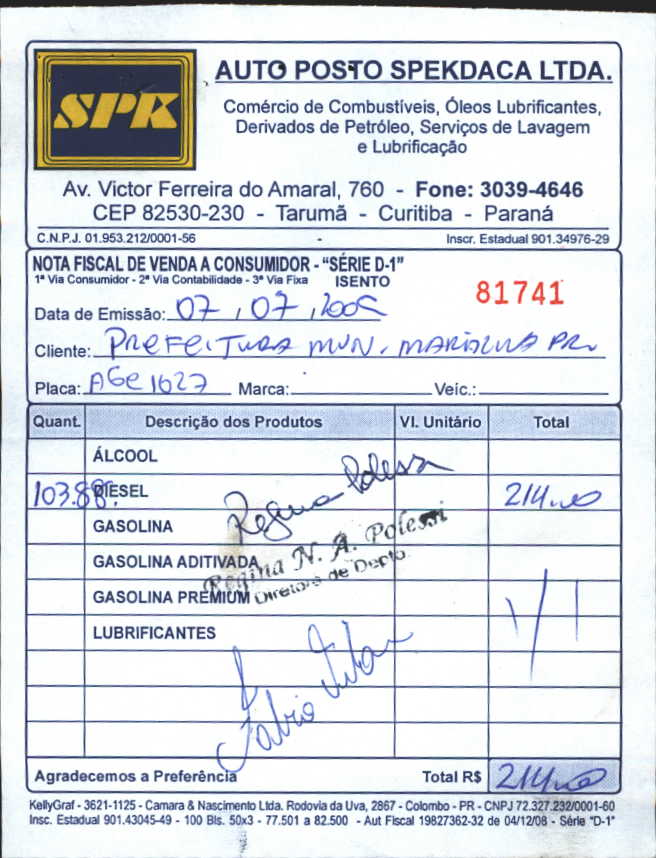 SPK
AUTO POSTO SPEKDACA LTDA.
Comércio de Combustíveis, Óleos Lubrificantes,
Derivados de Petróleo, Serviços de Lavagem
e Lubrificação
Av. Victor Ferreira do Amaral, 760 - Fone: 3039-4646
CEP 82530-230 - Tarumã - Curitiba - Paraná
C.N.P.J. 01.953.212/0001-56 - Inscr. Estadual 901.34976-29
NOTA FISCAL DE VENDA A CONSUMIDOR - "SÉRIE D-1"
1ª Via Consumidor - 2ª Via Contabilidade - 3ª Via Fixa ISENTO
81741
Data de Emissão: 07, 07,
Cliente: PREFEITURA MUN. PR
Placa: AGE 1627 Marca: Veíc.:
Quant. Descrição dos Produtos Vl. Unitário Total
ÁLCOOL
103.88 DIESEL 214,00
Regina Polessi
GASOLINA
GASOLINA ADITIVADA
Regina N. A. Polessi
GASOLINA PREMIUM
Diretora de Depto
LUBRIFICANTES
Fabio
Agradecemos a Preferência Total R$ 214,00
KellyGraf - 3621-1125 - Camara & Nascimento Ltda. Rodovia da Uva, 2867 - Colombo - PR - CNPJ 72.327.232/0001-60
Insc. Estadual 901.43045-49 - 100 Bls. 50x3 - 77.501 a 82.500 - Aut Fiscal 19827362-32 de 04/12/08 - Série "D-1"